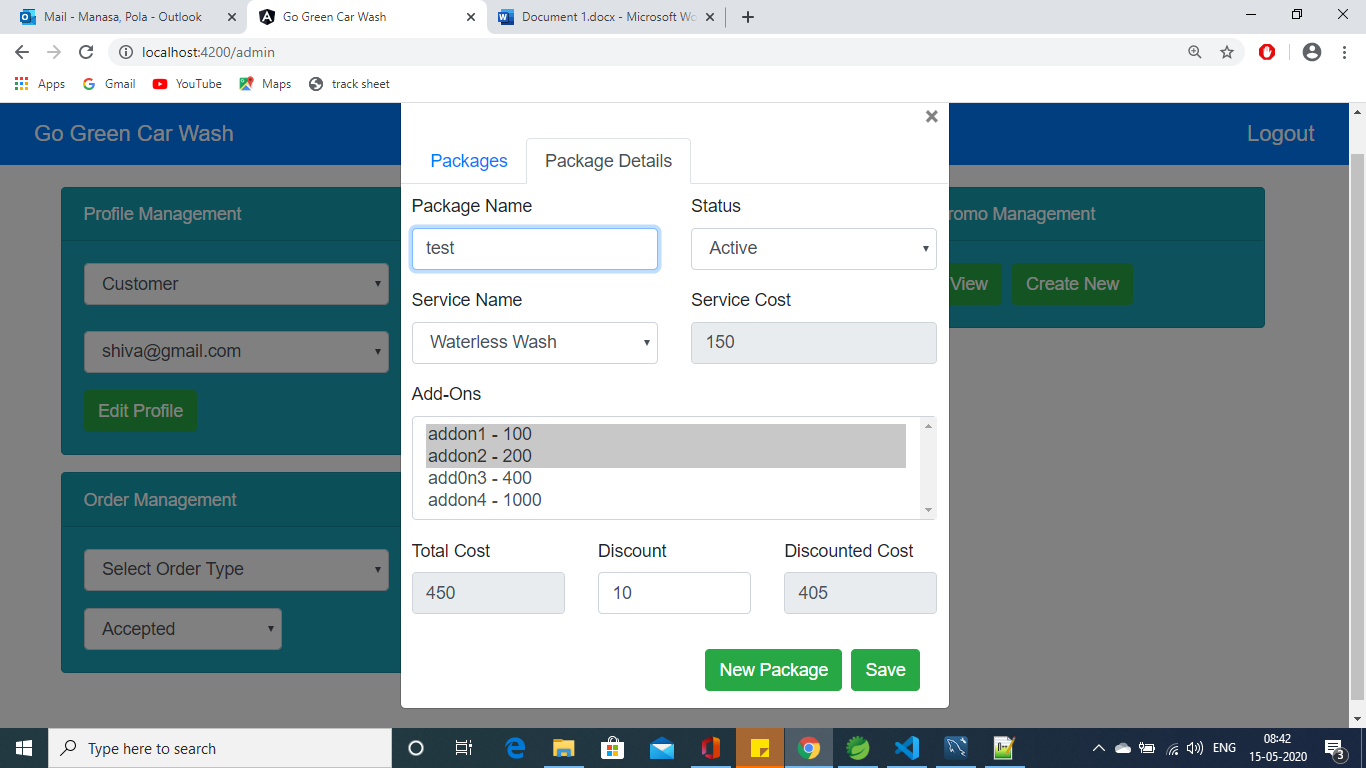 Mail - Manasa, Pola - Outlook
Go Green Car Wash
Document 1.docx - Microsoft Wo
localhost:4200/admin
Apps
Gmail
YouTube
Maps
track sheet
Go Green Car Wash
Logout
Profile Management
Customer
shiva@gmail.com
Edit Profile
Order Management
Select Order Type
Accepted
Packages
Package Details
Package Name
Status
test
Active
Service Name
Service Cost
Waterless Wash
150
Add-Ons
addon1 - 100
addon2 - 200
add0n3 - 400
addon4 - 1000
Total Cost
Discount
Discounted Cost
450
10
405
New Package
Save
romo Management
View
Create New
Type here to search
ENG
08:42
15-05-2020
3